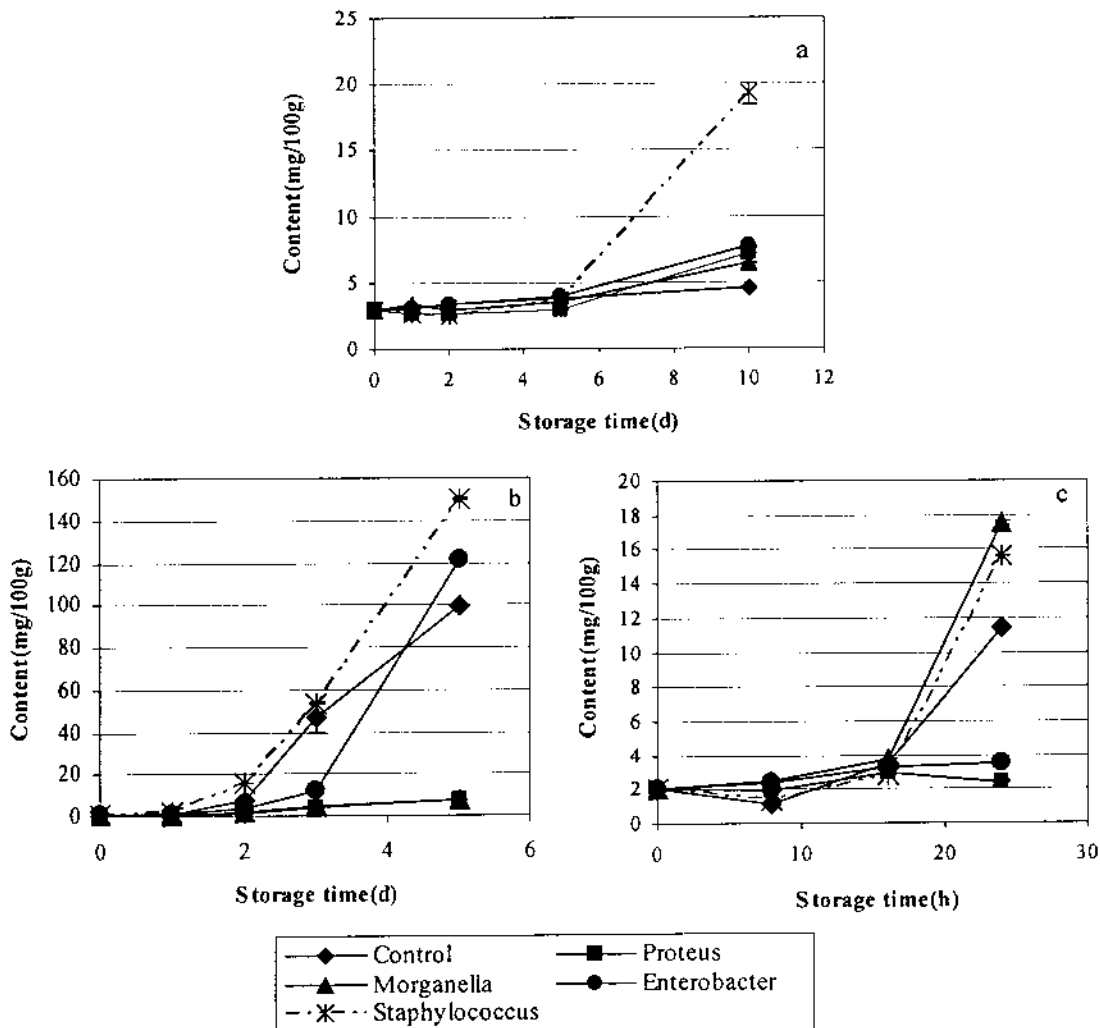 a
25
20
15
10
5
0
Content(mg/100g)
0 2 4 6 8 10 12
Storage time(d)
b
160
140
120
100
80
60
40
20
0
Content(mg/100g)
0 2 4 6
Storage time(d)
c
20
18
16
14
12
10
8
6
4
2
0
Content(mg/100g)
0 10 20 30
Storage time(h)
Control Proteus
Morganella Enterobacter
Staphylococcus